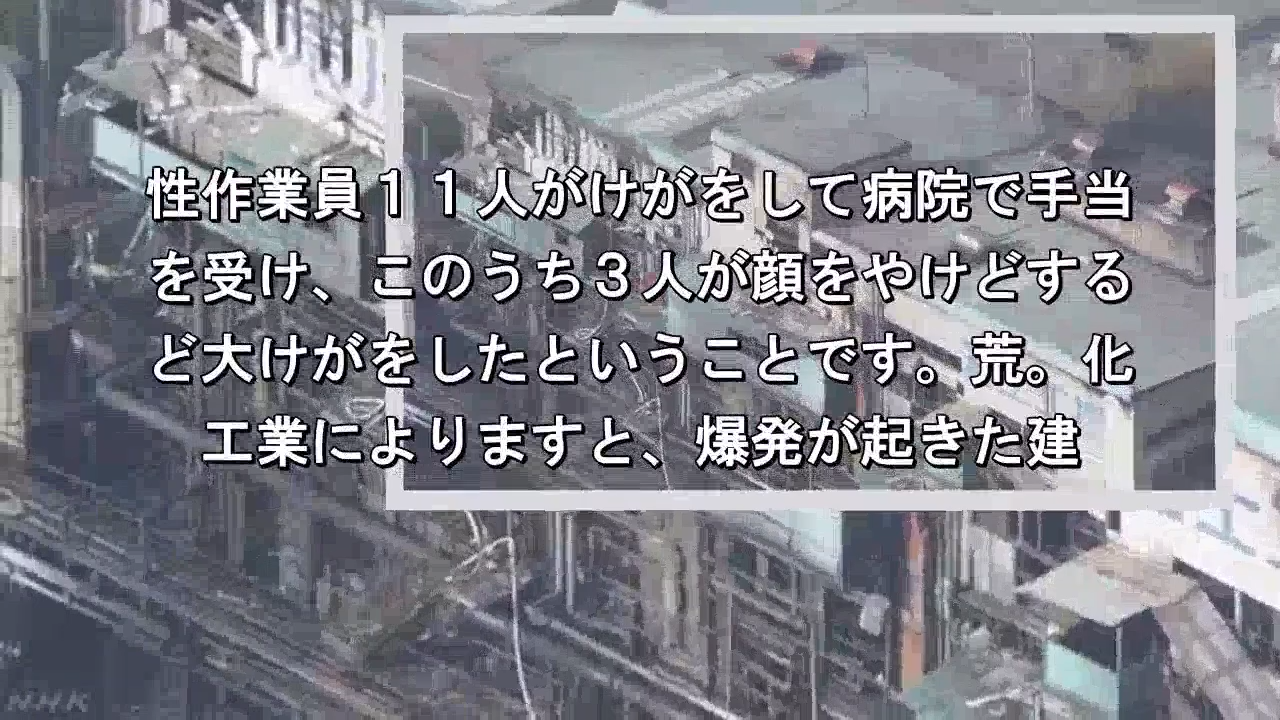 性作業員１１人がけがをして病院で手当
を受け、このうち３人が顔をやけどする
ど大けがをしたということです。荒。化
工業によりますと、爆発が起きた建
NHK